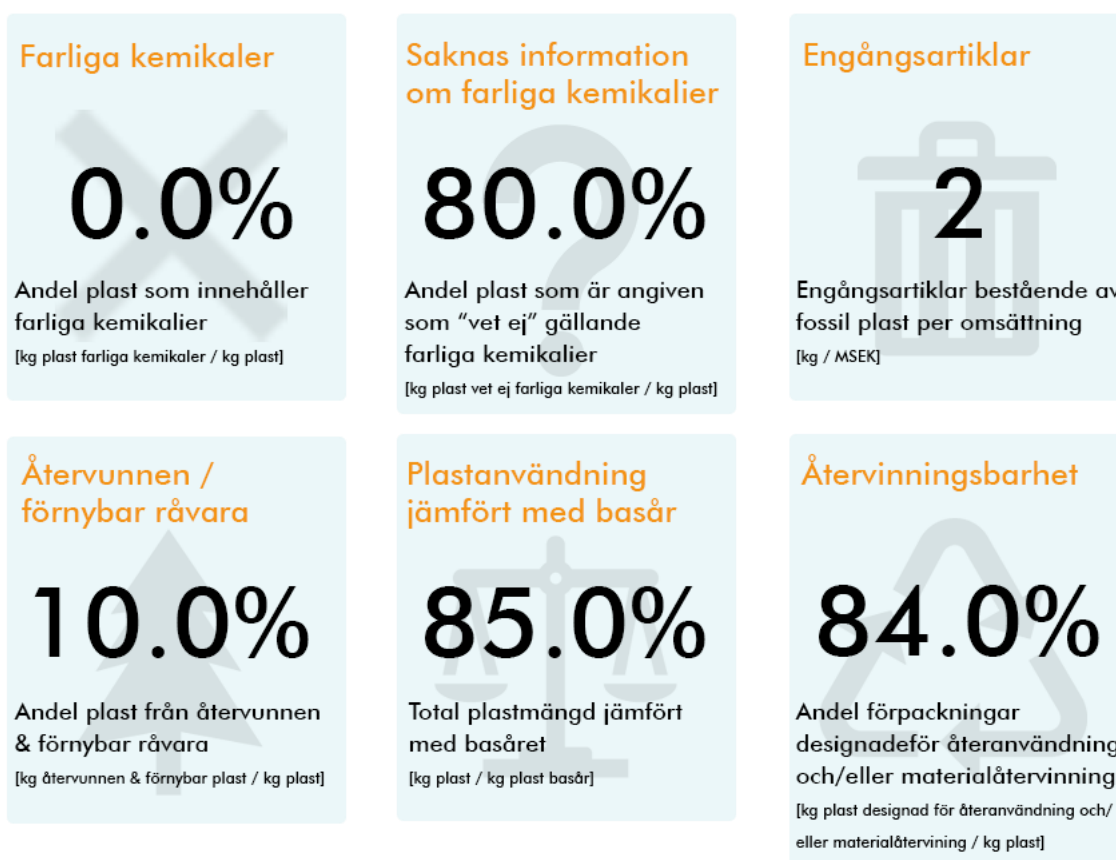 Farliga kemikaler
0.0%
Andel plast som innehåller
farliga kemikalier
[kg plast farliga kemikaler / kg plast]
Saknas information
om farliga kemikalier
80.0%
Andel plast som är angiven
som ”vet ej” gällande
farliga kemikalier
[kg plast vet ej farliga kemikaler / kg plast]
Engångsartiklar
2
Engångsartiklar bestående av
fossil plast per omsättning
[kg / MSEK]
Återvunnen /
förnybar råvara
10.0%
Andel plast från återvunnen
& förnybar råvara
[kg återvunnen & förnybar plast / kg plast]
Plastanvändning
jämfört med basår
85.0%
Total plastmängd jämfört
med basåret
[kg plast / kg plast basår]
Återvinningsbarhet
84.0%
Andel förpackningar
designadeför återanvändning
och/eller materialåtervinning
[kg plast designad för återanvändning och/
eller materialåtervining / kg plast]